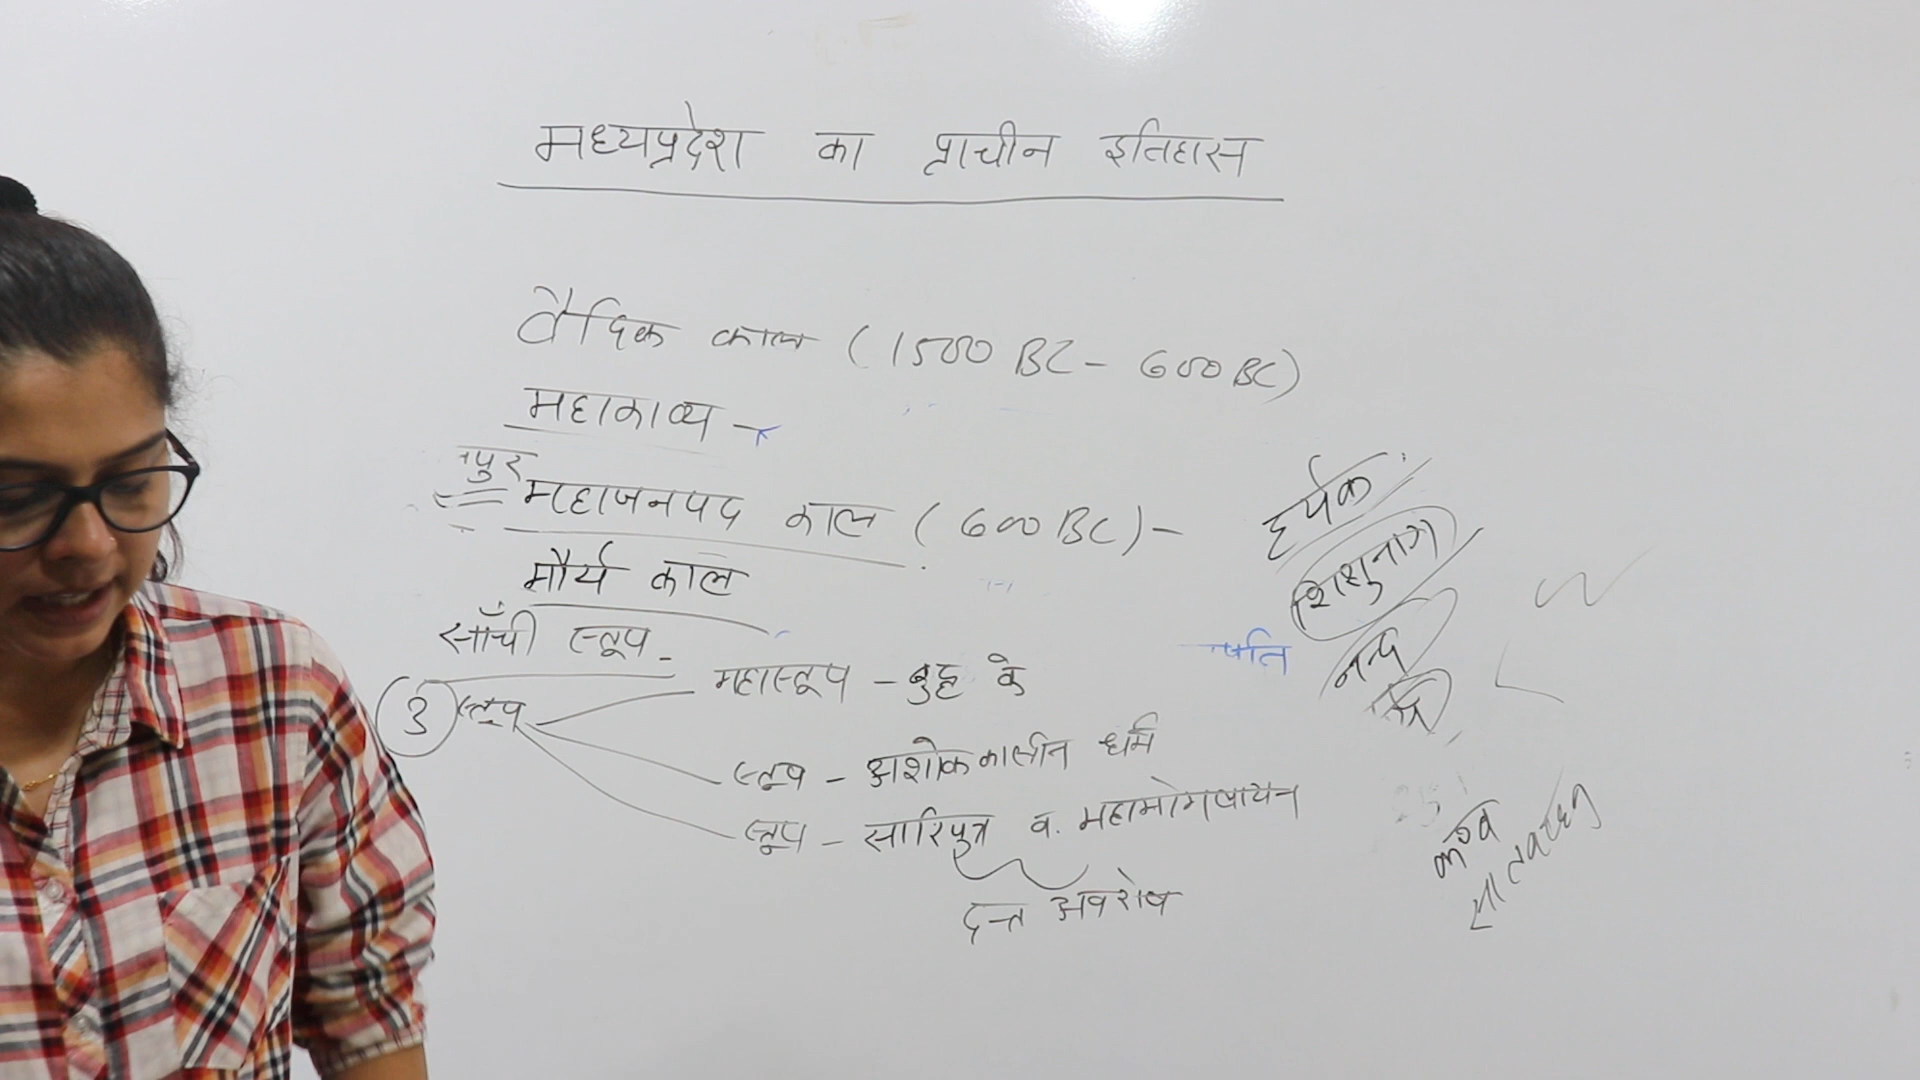 मध्यप्रदेश का प्राचीन इतिहास
वैदिक काल (1500 BC - 600 BC)
महाकाव्य -
पुर
महाजनपद काल (600 BC) -
हर्यक
शिशुनाग
नन्द
मौर्य काल
साँची स्तूप -
3 स्तूप
महास्तूप - बुद्ध के
स्तूप - अशोककालीन धर्म
स्तूप - सारिपुत्र व. महामोगलायन
दन्त अवशेष
कण्व
सातवाहन